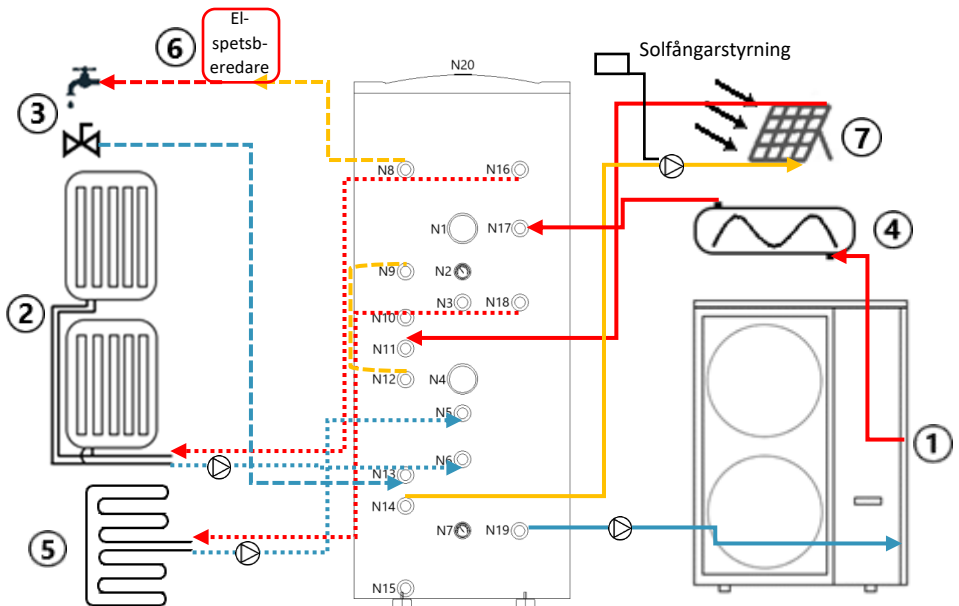 El-
spetsb-
eredare
6
N20
Solfångarstyrning
3
7
N8
N16
N1
N17
4
N9
N2
2
N3
N18
N10
N11
N12
N4
N5
1
N6
N13
N14
5
N7
N19
N15